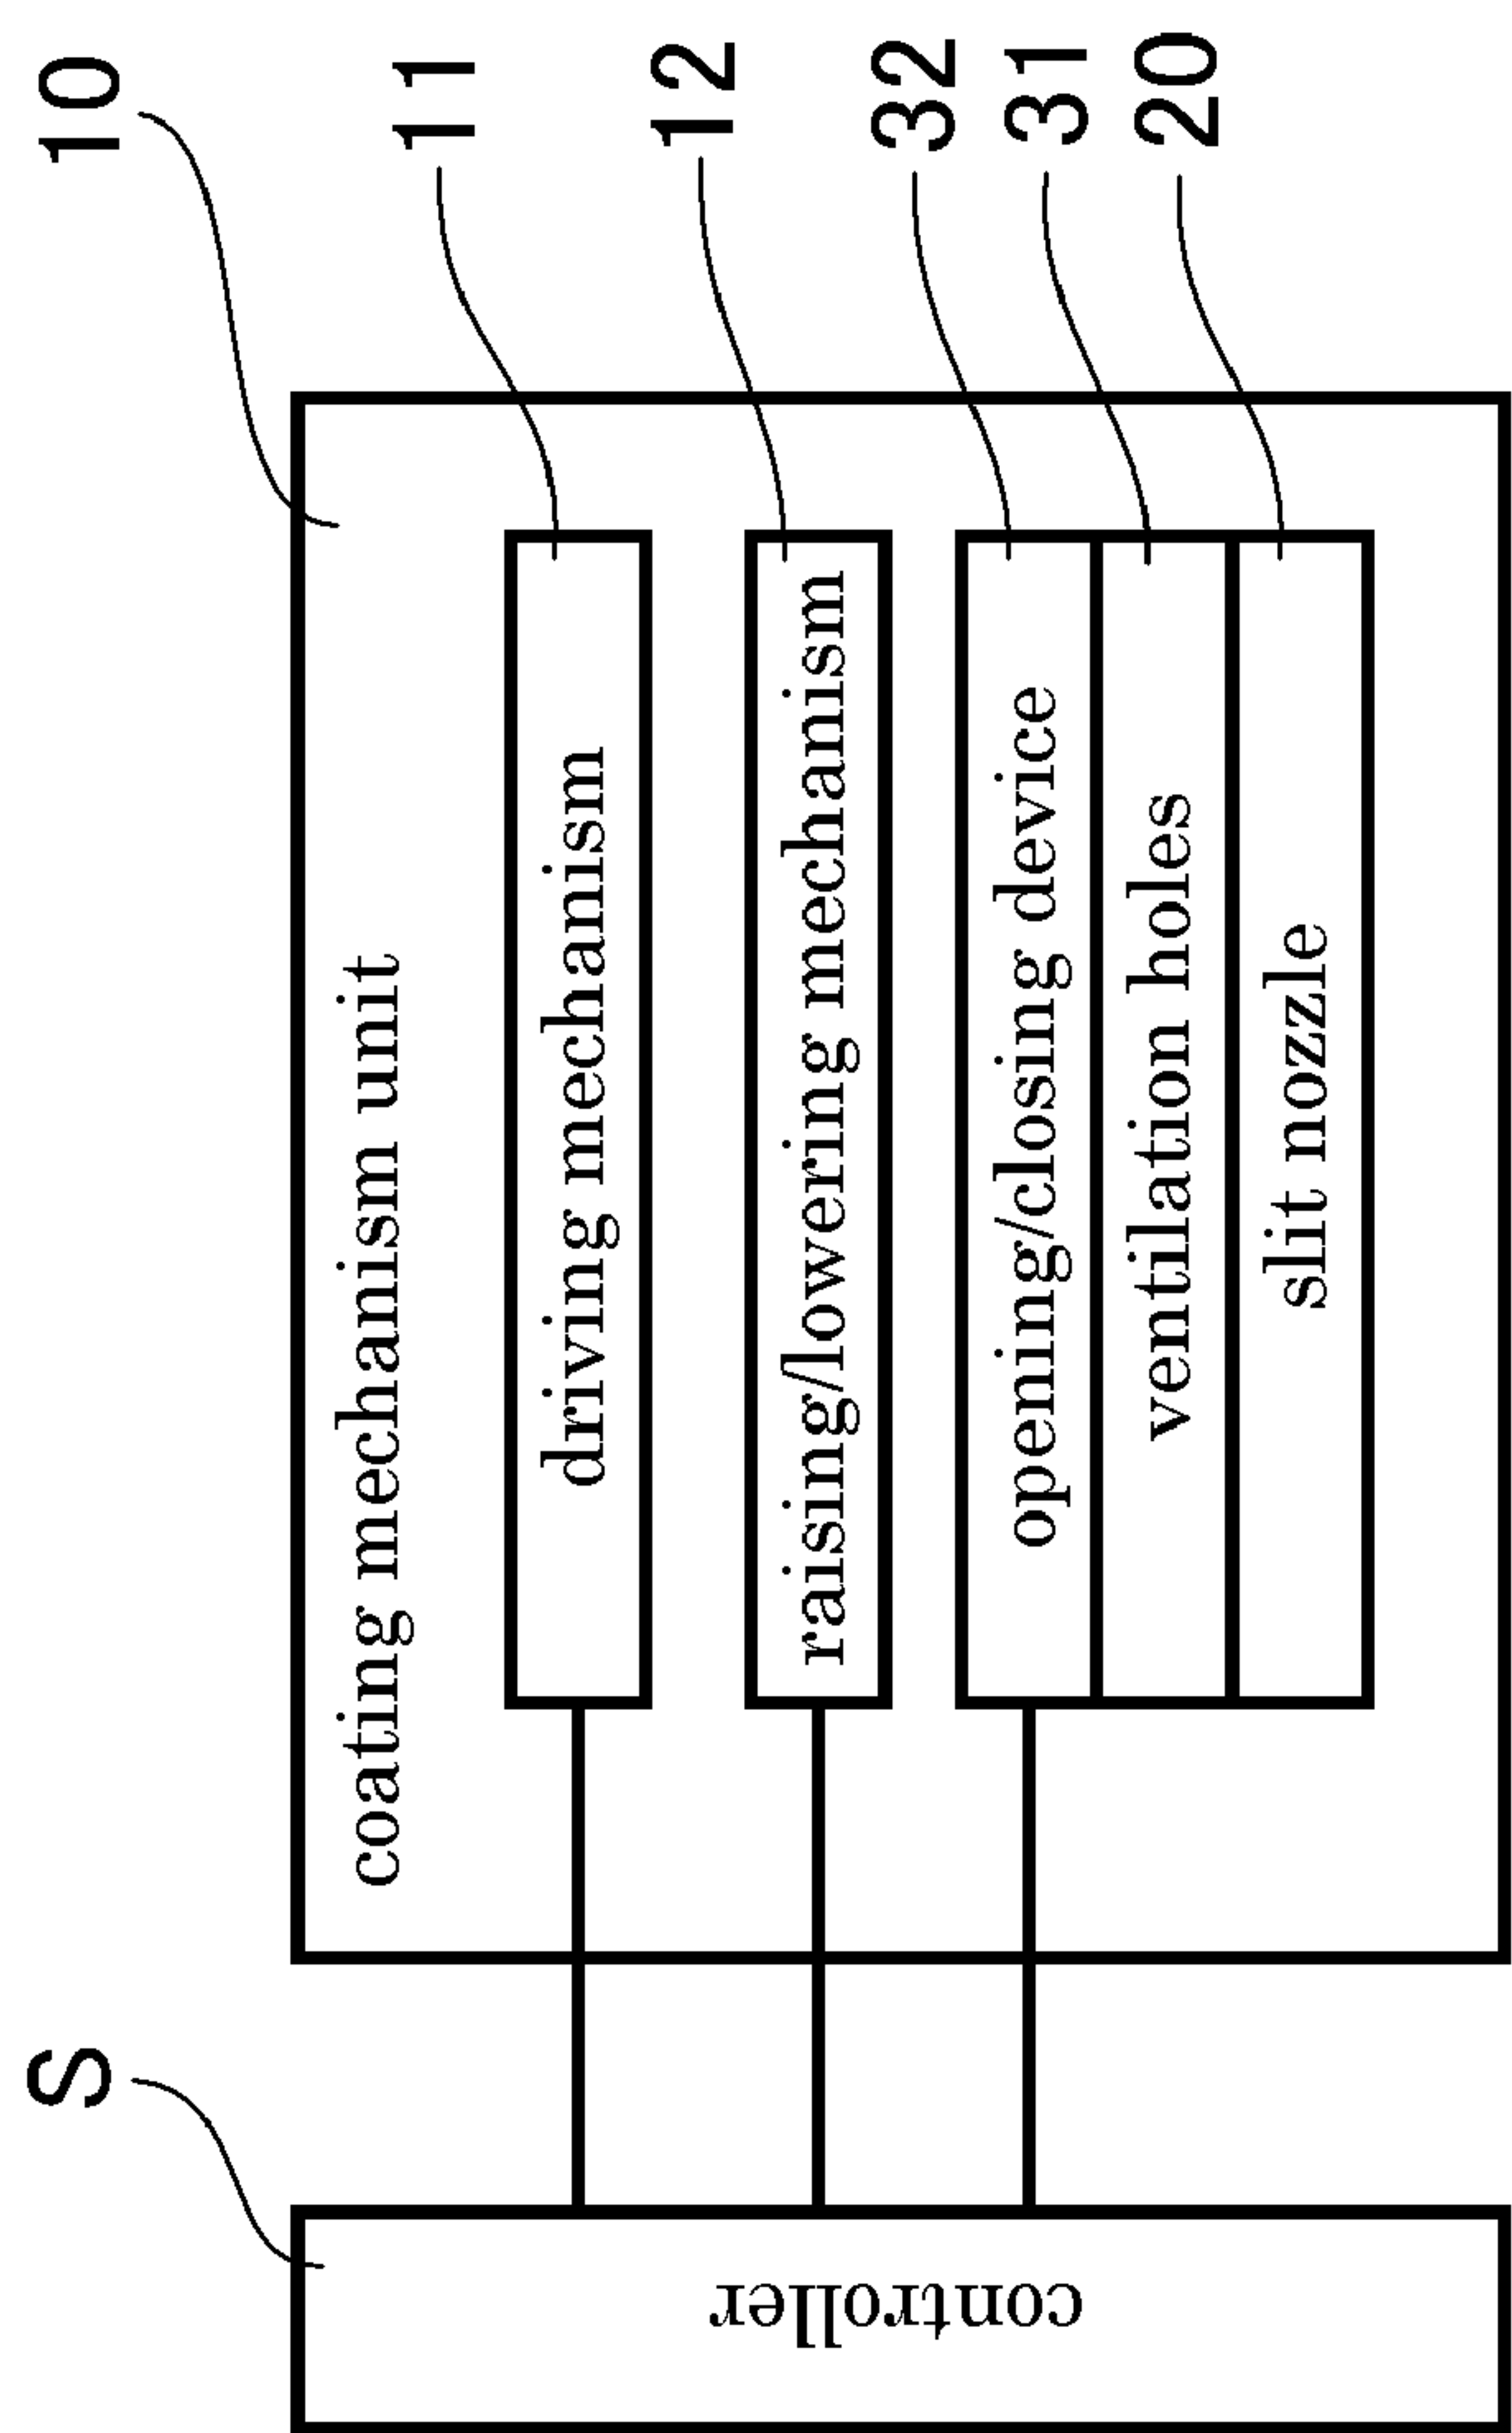 S
10
controller
coating mechanism unit
driving mechanism
11
raising/lowering mechanism
12
opening/closing device
32
ventilation holes
31
slit nozzle
20